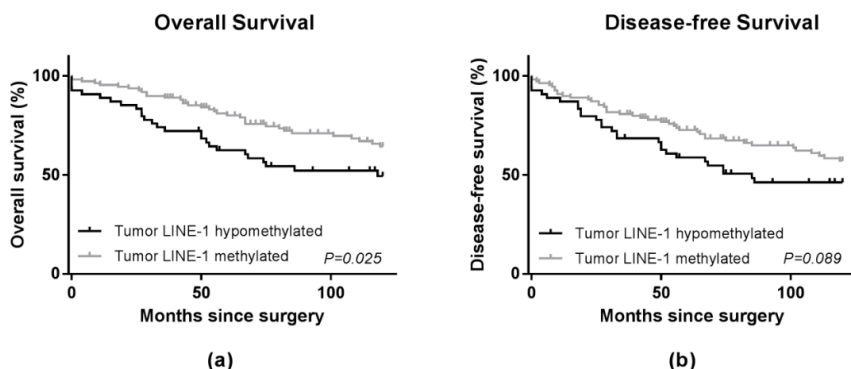 Overall Survival
Overall survival (%)
100
50
0
Tumor LINE-1 hypomethylated
Tumor LINE-1 methylated
P=0.025
0
50
100
Months since surgery
(a)
Disease-free Survival
Disease-free survival (%)
100
50
0
Tumor LINE-1 hypomethylated
Tumor LINE-1 methylated
P=0.089
0
50
100
Months since surgery
(b)